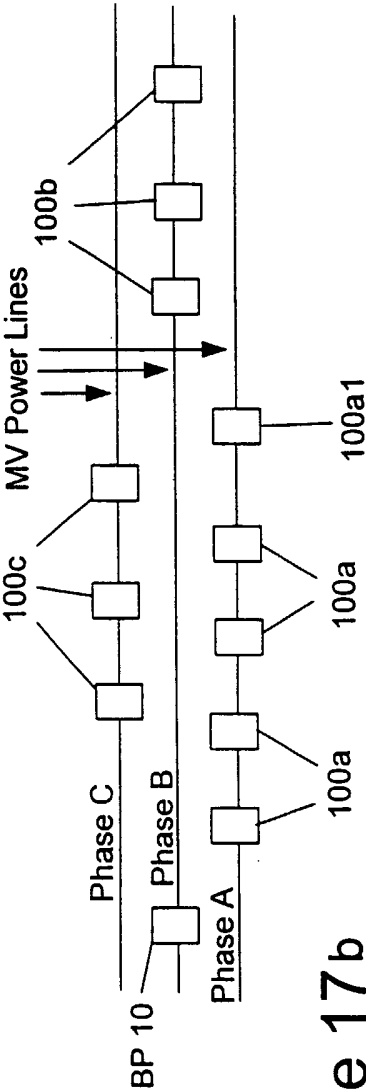 100c
MV Power Lines
100b
Phase C
BP 10
Phase B
Phase A
100a
100a
100a1
e 17b